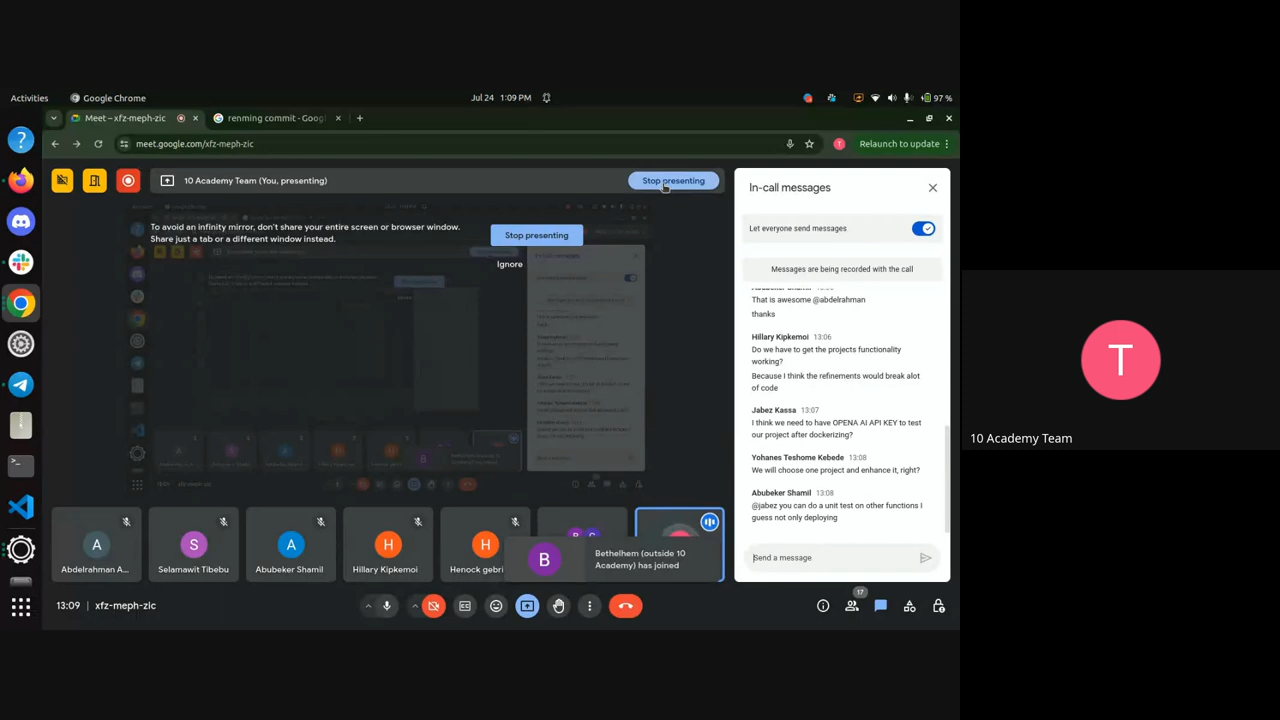 Activities
Google Chrome
Jul 24 1:09 PM
97 %
Meet – xfz-meph-zic
renming commit - Goog
meet.google.com/xfz-meph-zic
T
Relaunch to update
10 Academy Team (You, presenting)
Stop presenting
To avoid an infinity mirror, don't share your entire screen or browser window.
Share just a tab or a different window instead.
Stop presenting
Ignore
In-call messages
Let everyone send messages
Messages are being recorded with the call
That is awesome @abdelrahman
thanks
Hillary Kipkemoi 13:06
Do we have to get the projects functionality
working?
Because I think the refinements would break alot
of code
Jabez Kassa 13:07
I think we need to have OPENA AI API KEY to test
our project after dockerizing?
Yohanes Teshome Kebede 13:08
We will choose one project and enhance it, right?
Abubeker Shamil 13:08
@jabez you can do a unit test on other functions I
guess not only deploying
Send a message
A
Abdelrahman A...
S
Selamawit Tibebu
A
Abubeker Shamil
H
Hillary Kipkemoi
H
Henock gebri
B
Bethelhem (outside 10
Academy) has joined
13:09 | xfz-meph-zic
17
T
10 Academy Team